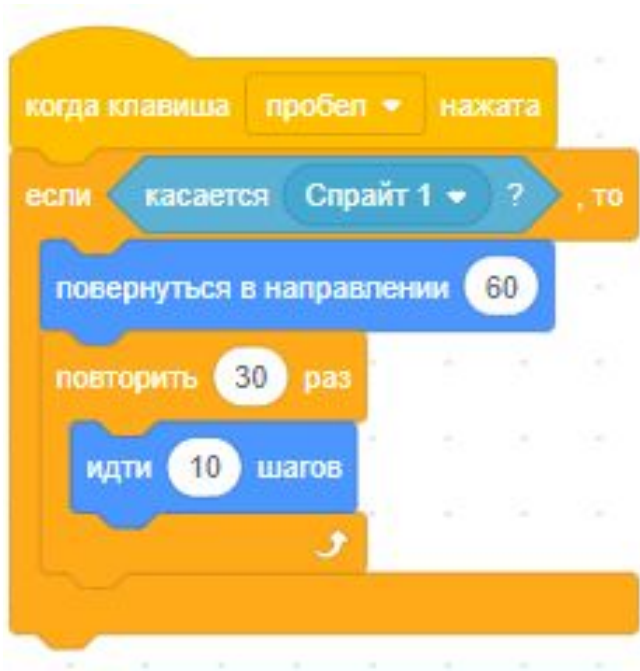 когда клавиша пробел нажата
если касается Спрайт 1 ? , то
повернуться в направлении 60
повторить 30 раз
идти 10 шагов